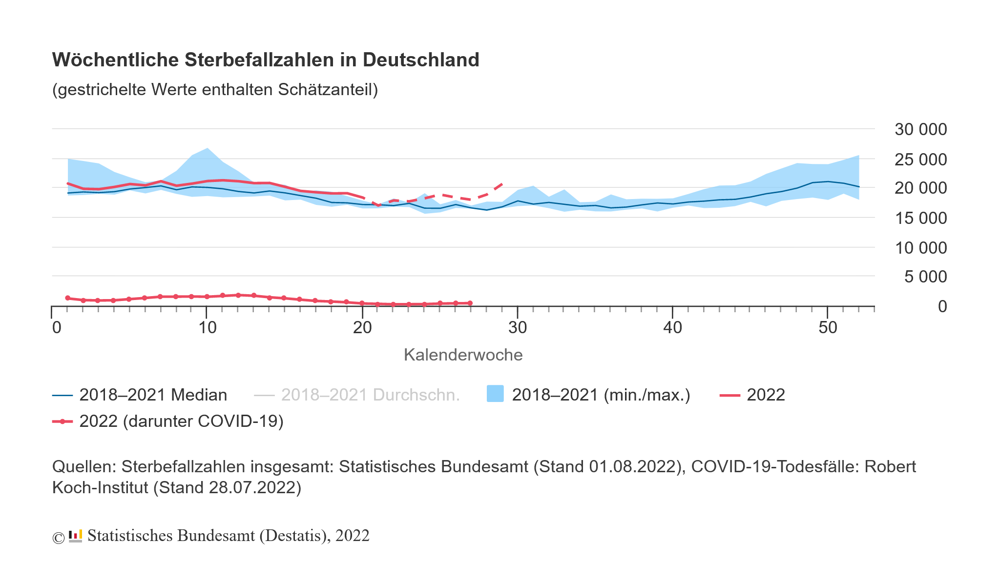 Wöchentliche Sterbefallzahlen in Deutschland
(gestrichelte Werte enthalten Schätzanteil)
30 000
25 000
20 000
15 000
10 000
5 000
0
0 10 20 30 40 50
Kalenderwoche
2018–2021 Median 2018–2021 Durchschn. 2018–2021 (min./max.) 2022
2022 (darunter COVID-19)
Quellen: Sterbefallzahlen insgesamt: Statistisches Bundesamt (Stand 01.08.2022), COVID-19-Todesfälle: Robert
Koch-Institut (Stand 28.07.2022)
© Statistisches Bundesamt (Destatis), 2022